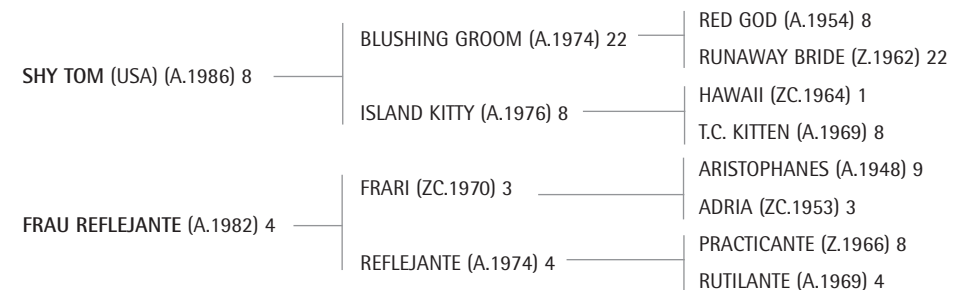 SHY TOM (USA) (A.1986) 8
BLUSHING GROOM (A.1974) 22
RED GOD (A.1954) 8
RUNAWAY BRIDE (Z.1962) 22
ISLAND KITTY (A.1976) 8
HAWAII (ZC.1964) 1
T.C. KITTEN (A.1969) 8
FRAU REFLEJANTE (A.1982) 4
FRARI (ZC.1970) 3
ARISTOPHANES (A.1948) 9
ADRIA (ZC.1953) 3
REFLEJANTE (A.1974) 4
PRACTICANTE (Z.1966) 8
RUTILANTE (A.1969) 4